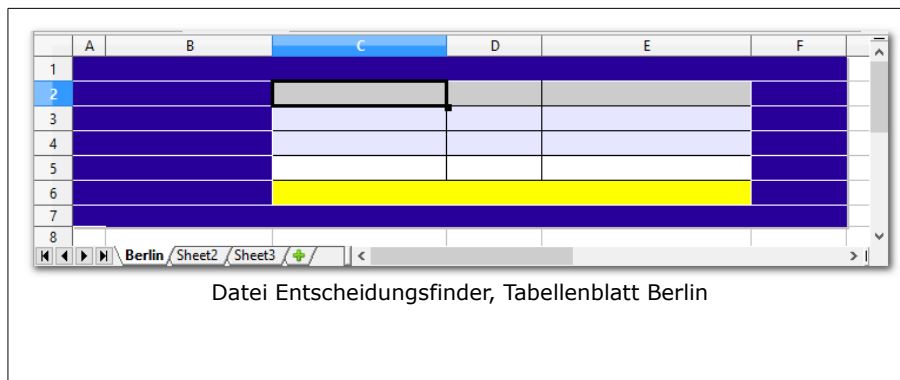 A B C D E F
1
2
3
4
5
6
7
8
Berlin Sheet2 Sheet3
Datei Entscheidungsfinder, Tabellenblatt Berlin